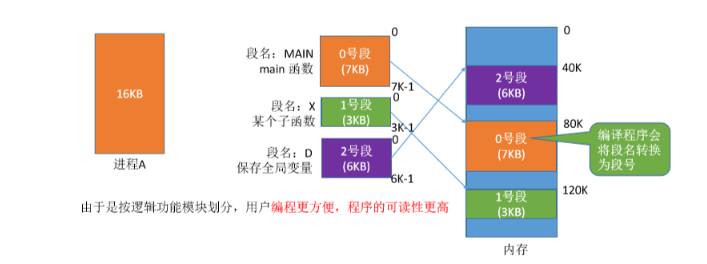 16KB
进程A
段名：MAIN
main 函数
0号段
(7KB)
0
7K-1
段名：X
某个子函数
1号段
(3KB)
0
3K-1
段名：D
保存全局变量
2号段
(6KB)
0
6K-1
由于是按逻辑功能模块划分，用户编程更方便，程序的可读性更高
0
2号段
(6KB)
40K
0号段
(7KB)
80K
1号段
(3KB)
120K
内存
编译程序会
将段名转换
为段号